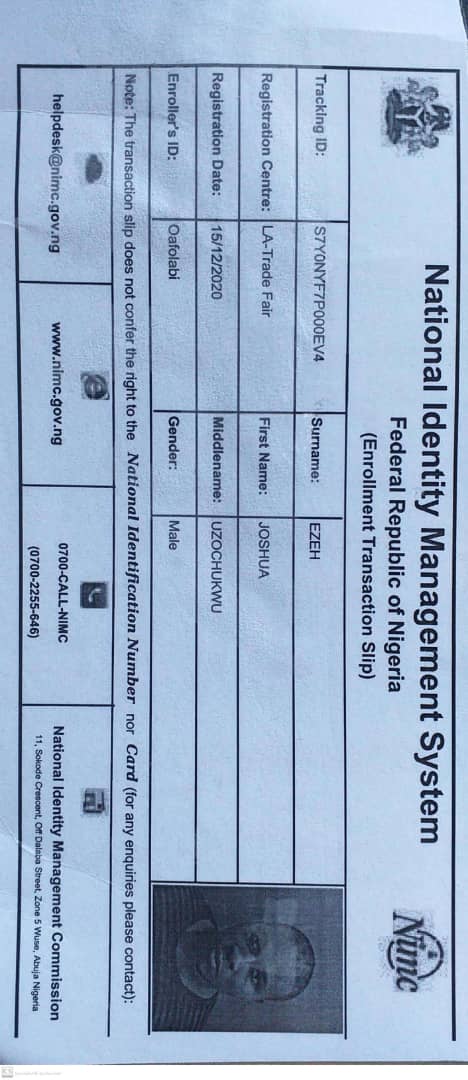 National Identity Management System
Federal Republic of Nigeria
(Enrollment Transaction Slip)
Nimc
Tracking ID: S7Y0NYF7P000EV4 Surname: EZEH
Registration Centre: LA-Trade Fair First Name: JOSHUA
Registration Date: 15/12/2020 Middlename: UZOCHUKWU
Enroller's ID: Oafolabi Gender: Male
Note: The transaction slip does not confer the right to the National Identification Number nor Card (for any enquiries please contact):
helpdesk@nimc.gov.ng
www.nimc.gov.ng
0700-CALL-NIMC
(0700-2255-646)
National Identity Management Commission
11, Sokode Crescent, Off Dalaba Street, Zone 5 Wuse, Abuja Nigeria